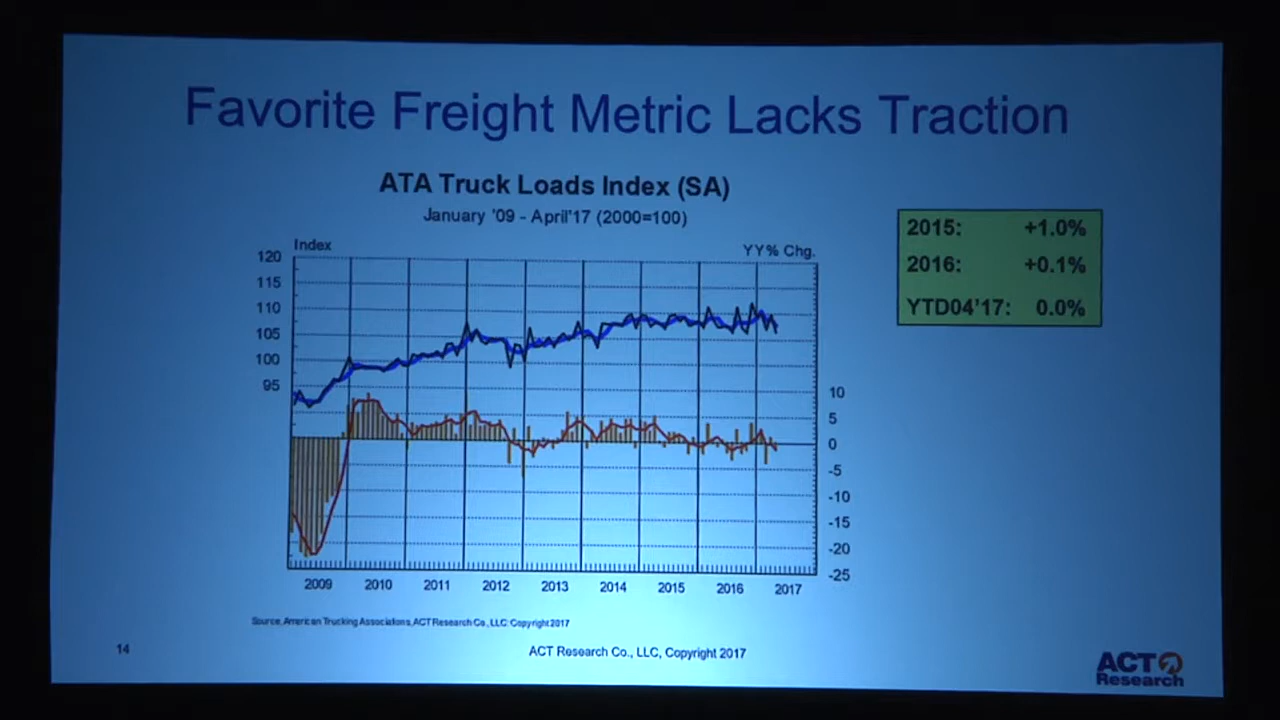 Favorite Freight Metric Lacks Traction
ATA Truck Loads Index (SA)
January '09 - April'17 (2000=100)
Index
YY% Chg.
120
115
110
105
100
95
10
5
0
-5
-10
-15
-20
-25
2009 2010 2011 2012 2013 2014 2015 2016 2017
2015: +1.0%
2016: +0.1%
YTD04'17: 0.0%
Source, American Trucking Associations, ACT Research Co., LLC: Copyright 2017
14
ACT Research Co., LLC, Copyright 2017
ACT
Research